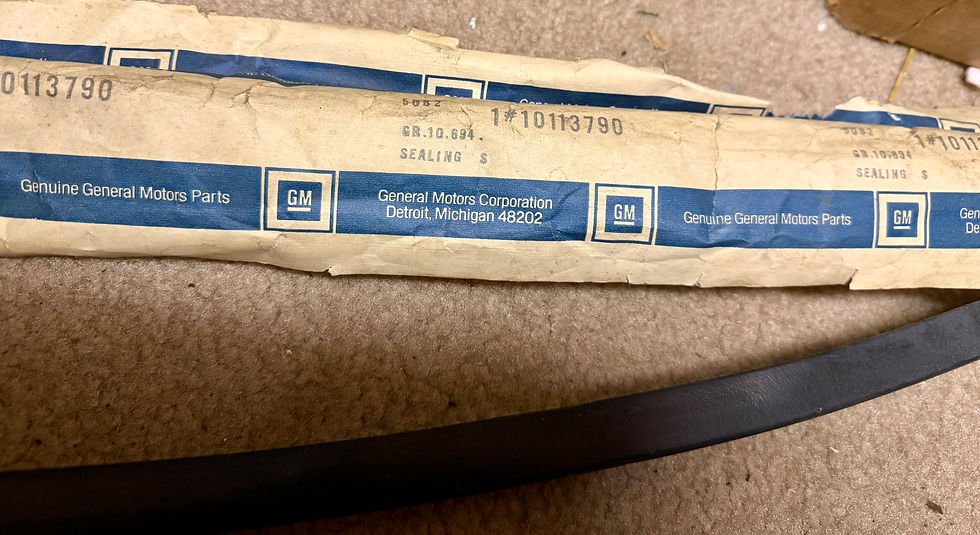 GM
10113790
5082
GR.10.694.
SEALING S
1#10113790
5082
GR.10.694
SEALING S
1#1011
Genuine General Motors Parts
GM
General Motors Corporation
Detroit, Michigan 48202
GM
Genuine General Motors Parts
GM